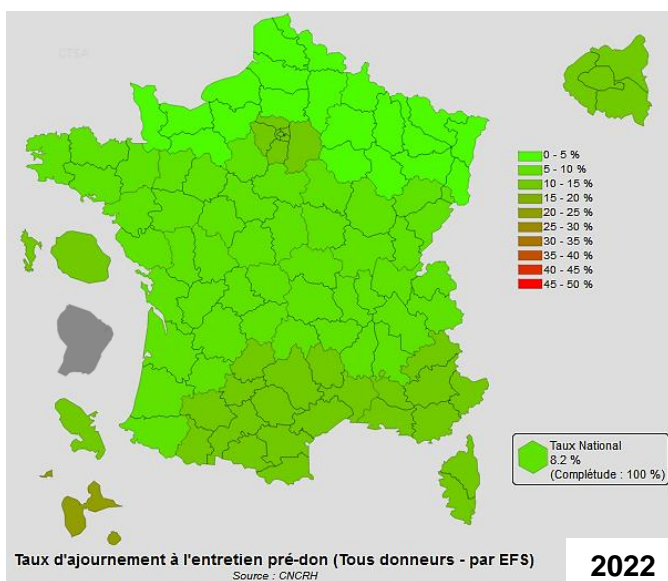 CTSA
0 - 5 %
5 - 10 %
10 - 15 %
15 - 20 %
20 - 25 %
25 - 30 %
30 - 35 %
35 - 40 %
40 - 45 %
45 - 50 %
Taux National
8.2 %
(Complétude : 100 %)
Taux d'ajournement à l'entretien pré-don (Tous donneurs - par EFS)
Source : CNCRH
2022